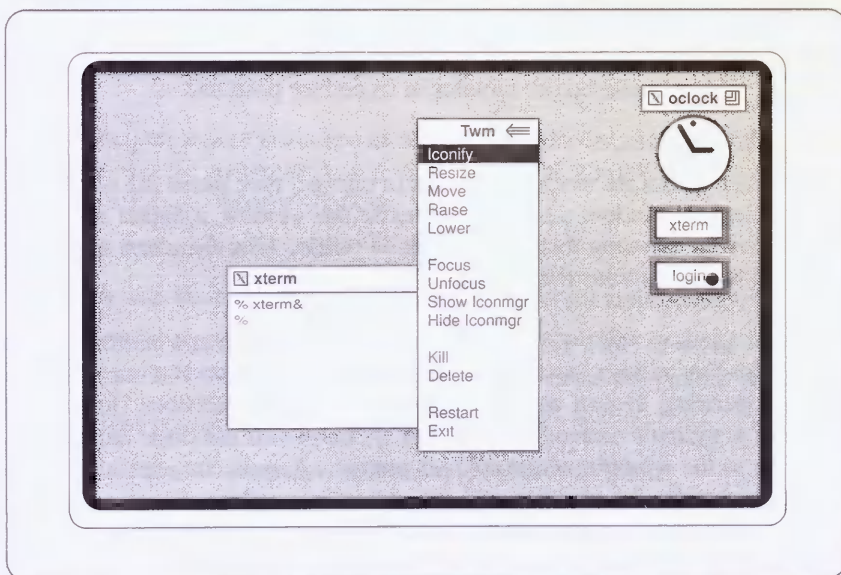 oclock
Twm
Iconify
Resize
Move
Raise
Lower
Focus
Unfocus
Show Iconmgr
Hide Iconmgr
Kill
Delete
Restart
Exit
xterm
% xterm&
%
xterm
login